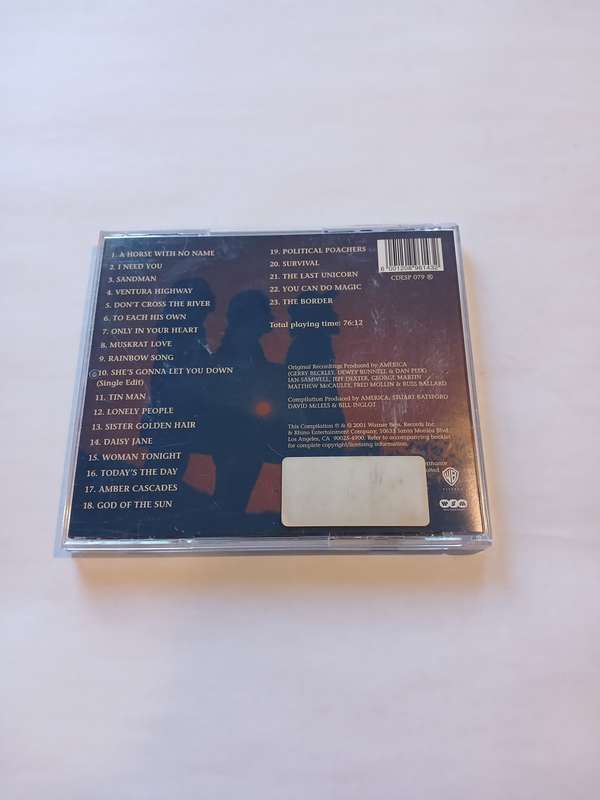 1. A HORSE WITH NO NAME
2. I NEED YOU
3. SANDMAN
4. VENTURA HIGHWAY
5. DON'T CROSS THE RIVER
6. TO EACH HIS OWN
7. ONLY IN YOUR HEART
8. MUSKRAT LOVE
9. RAINBOW SONG
10. SHE'S GONNA LET YOU DOWN
(Single Edit)
11. TIN MAN
12. LONELY PEOPLE
13. SISTER GOLDEN HAIR
14. DAISY JANE
15. WOMAN TONIGHT
16. TODAY'S THE DAY
17. AMBER CASCADES
18. GOD OF THE SUN
19. POLITICAL POACHERS
20. SURVIVAL
21. THE LAST UNICORN
22. YOU CAN DO MAGIC
23. THE BORDER
Total playing time: 76:12
6 001208 961432
CDESP 079
Original Recordings Produced by AMERICA
(GERRY BECKLEY, DEWEY BUNNELL & DAN PEEK)
IAN SAMWELL, JEFF DEXTER, GEORGE MARTIN
MATTHEW McCAULEY, FRED MOLLIN & RUSS BALLARD
Compilation Produced by AMERICA, STUART BATSFORD
DAVID McLEES & BILL INGLOT
This Compilation ℗ & © 2001 Warner Bros. Records Inc.
& Rhino Entertainment Company, 10635 Santa Monica Blvd.
Los Angeles, CA 90025-4900. Refer to accompanying booklet
for complete copyright/licensing information.
WB
RECORDS
wsm